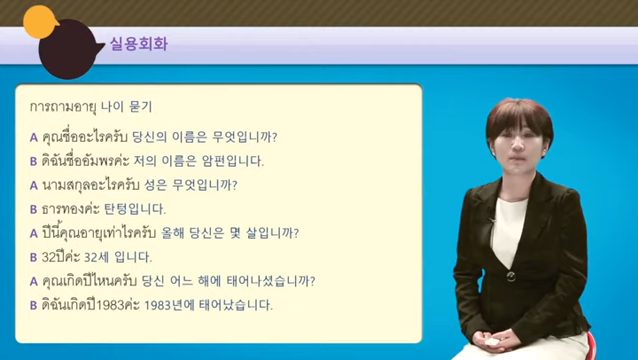 실용회화
การถามอายุ 나이 묻기
A คุณชื่ออะไรครับ 당신의 이름은 무엇입니까?
B ดิฉันชื่ออัมพรค่ะ 저의 이름은 암펀입니다.
A นามสกุลอะไรครับ 성은 무엇입니까?
B ธารทองค่ะ 탄텅입니다.
A ปีนี้คุณอายุเท่าไรครับ 올해 당신은 몇 살입니까?
B 32ปีค่ะ 32세 입니다.
A คุณเกิดปีไหนครับ 당신 어느 해에 태어나셨습니까?
B ดิฉันเกิดปี1983ค่ะ 1983년에 태어났습니다.